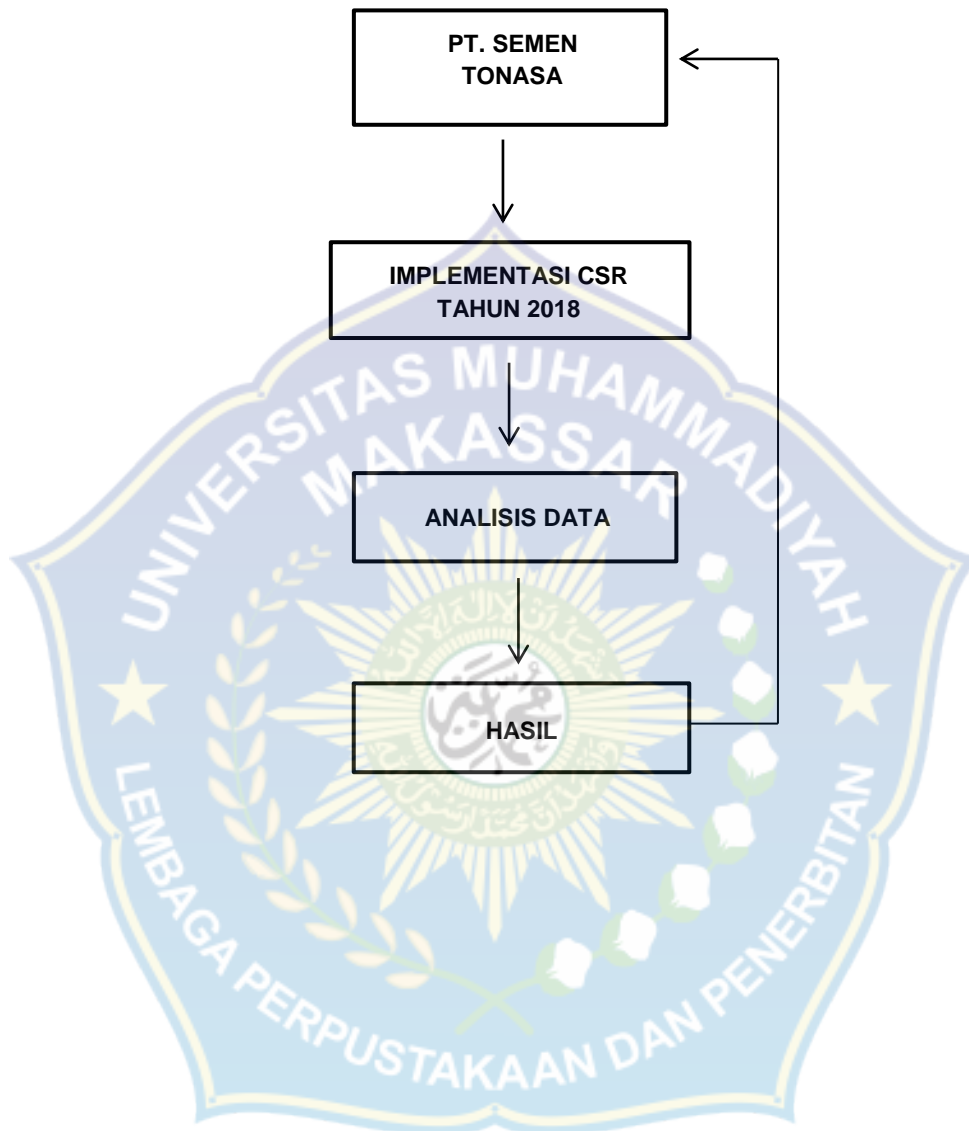 PT. SEMEN
TONASA
IMPLEMENTASI CSR
TAHUN 2018
UNIVERSITAS MUHAMMADIYAH
MAKASSAR
ANALISIS DATA
HASIL
LEMBAGA PERPUSTAKAAN DAN PENERBITAN